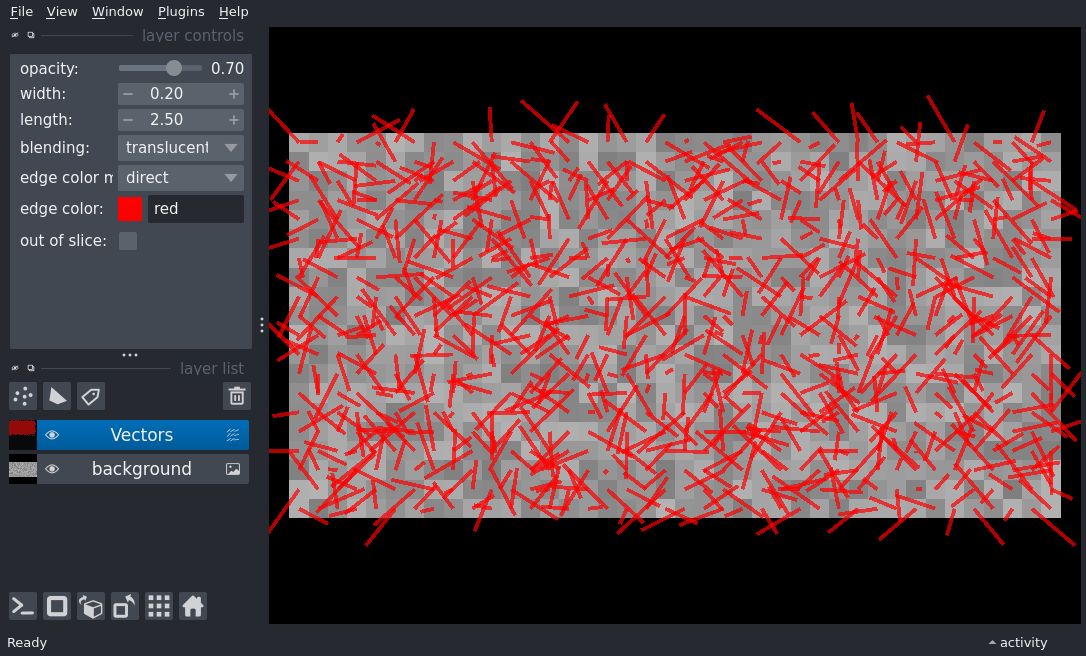 File View Window Plugins Help
layer controls
opacity: 0.70
width: − 0.20 +
length: − 2.50 +
blending: translucent
edge color m direct
edge color: red
out of slice:
layer list
Vectors
background
Ready
activity